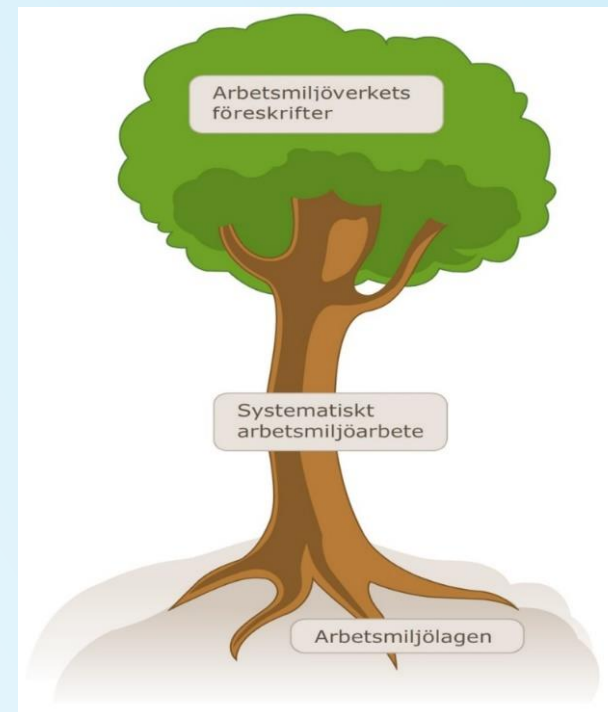 Arbetsmiljöverkets
föreskrifter
Systematiskt
arbetsmiljöarbete
Arbetsmiljölagen